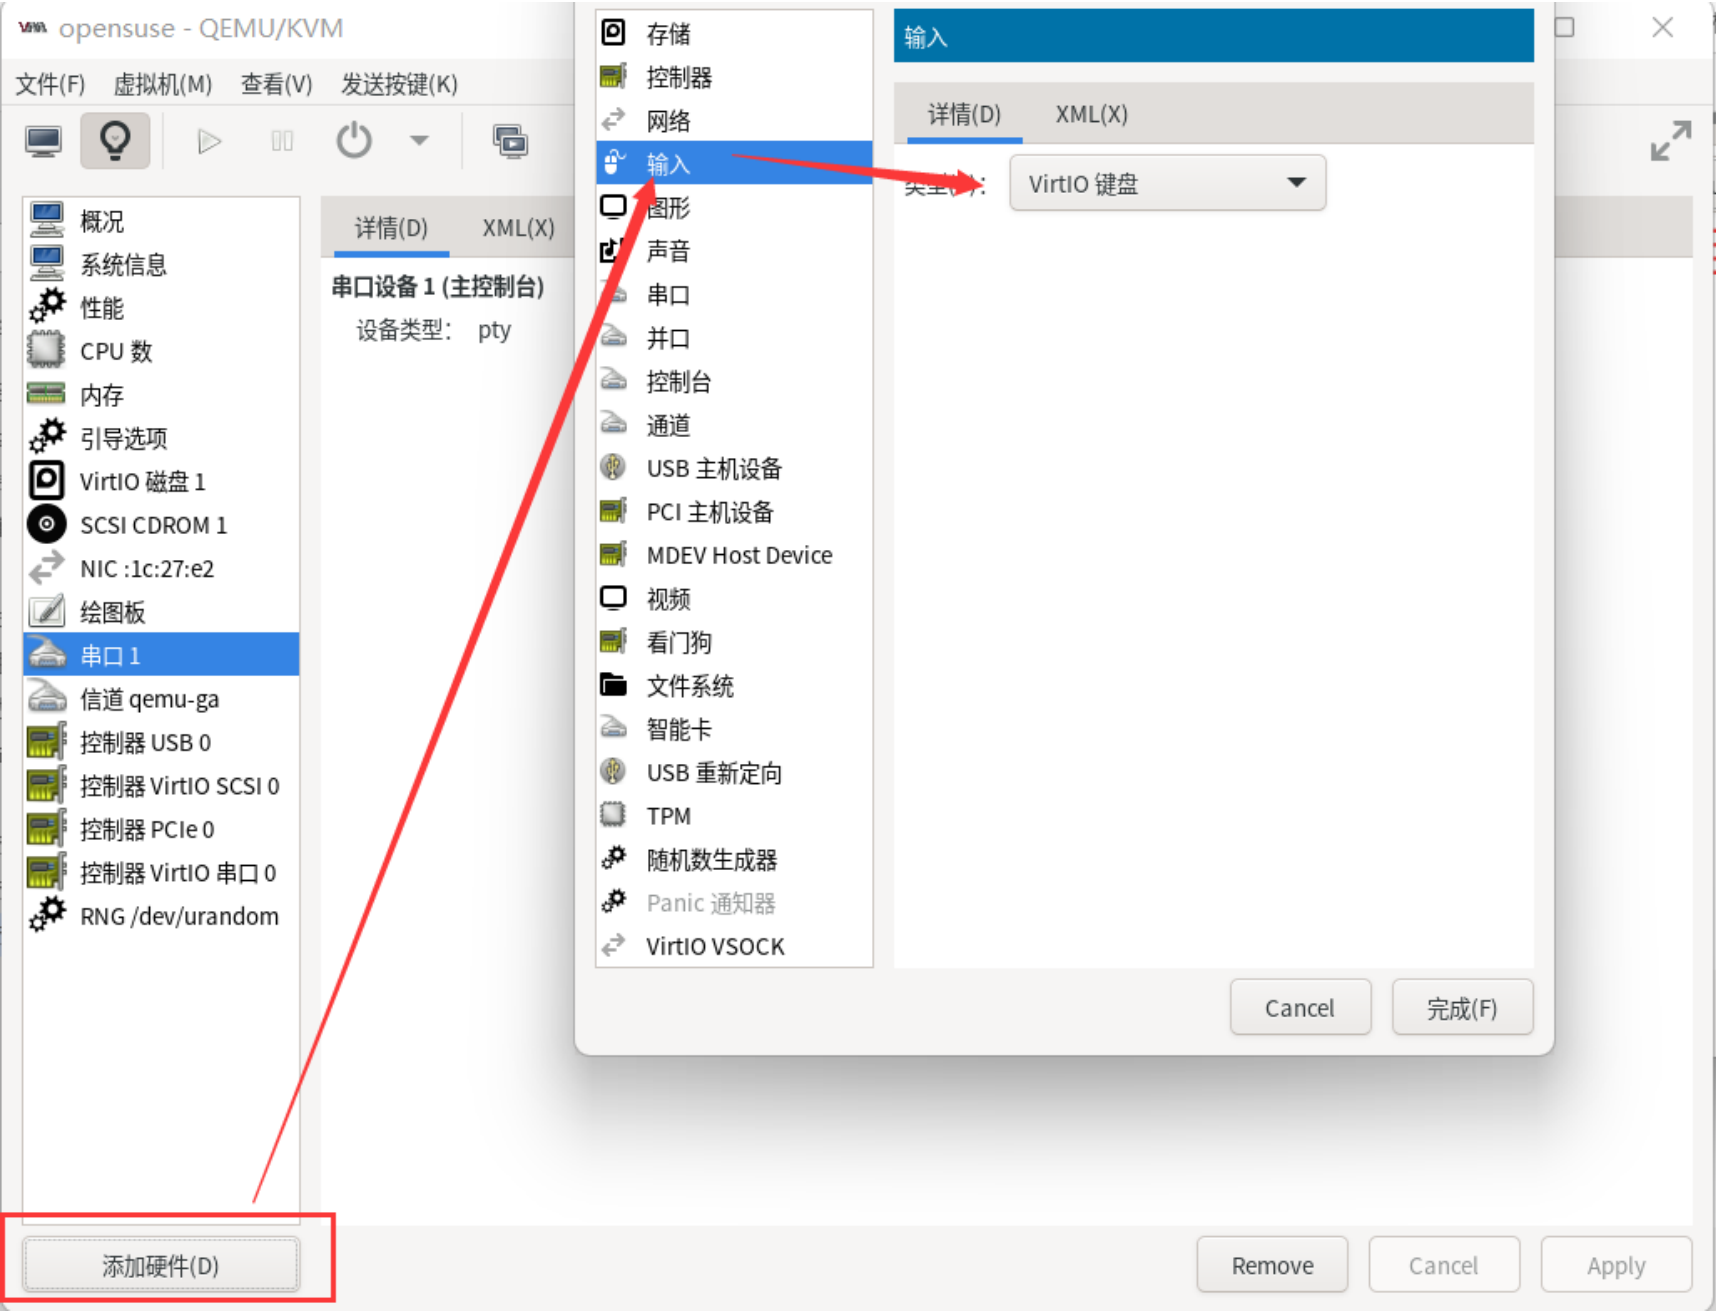 opensuse - QEMU/KVM
文件(F) 虚拟机(M) 查看(V) 发送按键(K)
概况
系统信息
性能
CPU 数
内存
引导选项
VirtIO 磁盘 1
SCSI CDROM 1
NIC :1c:27:e2
绘图板
串口 1
信道 qemu-ga
控制器 USB 0
控制器 VirtIO SCSI 0
控制器 PCIe 0
控制器 VirtIO 串口 0
RNG /dev/urandom
添加硬件(D)
详情(D) XML(X)
串口设备 1 (主控制台)
设备类型： pty
存储
控制器
网络
输入
图形
声音
串口
并口
控制台
通道
USB 主机设备
PCI 主机设备
MDEV Host Device
视频
看门狗
文件系统
智能卡
USB 重新定向
TPM
随机数生成器
Panic 通知器
VirtIO VSOCK
输入
详情(D) XML(X)
VirtIO 键盘
Cancel 完成(F)
Remove Cancel Apply